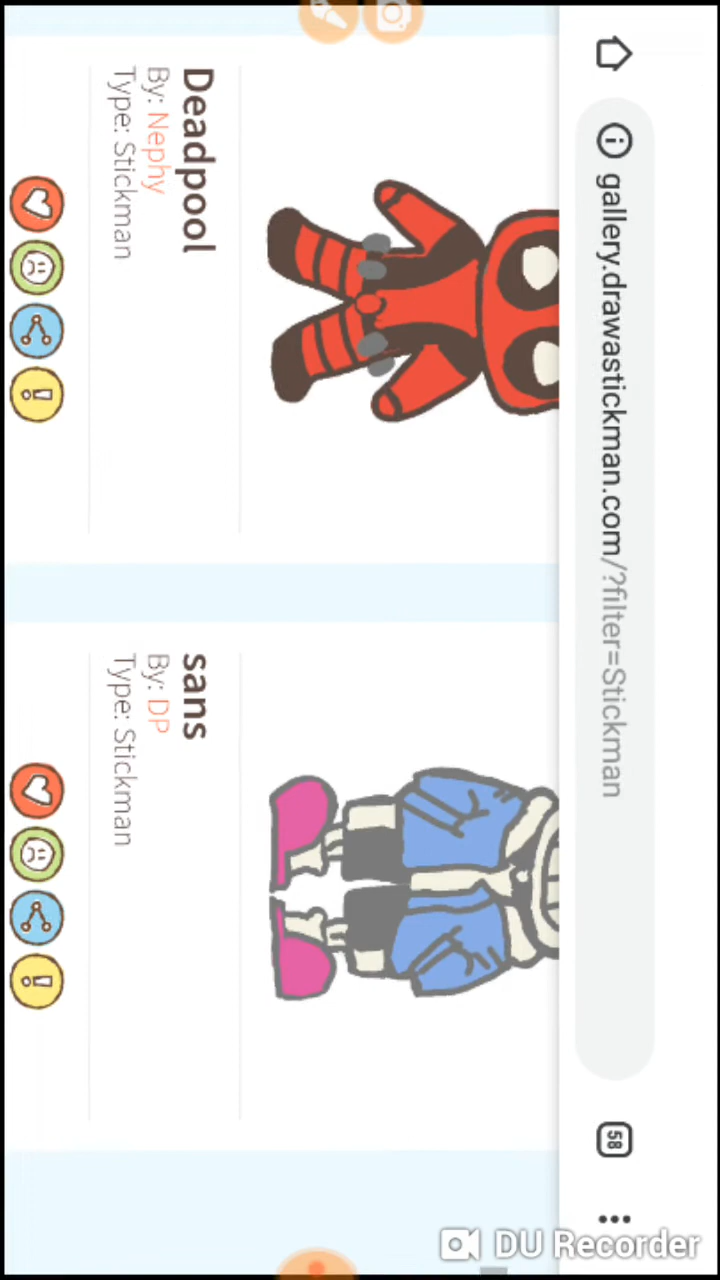 gallery.drawastickman.com/?filter=Stickman
58
Deadpool
By: Nephy
Type: Stickman
sans
By: DP
Type: Stickman
DU Recorder